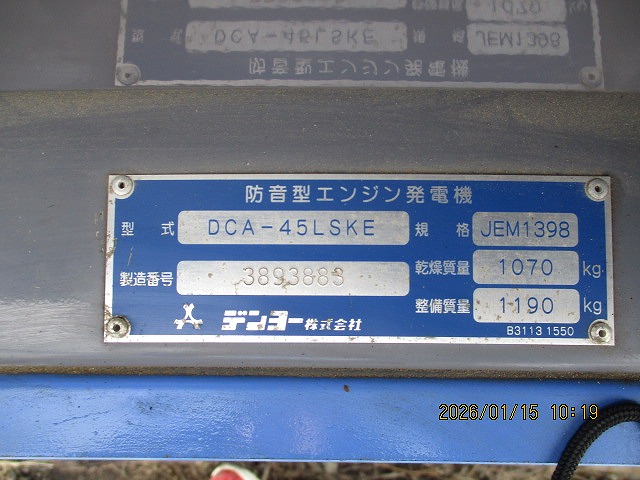 防音型エンジン発電機
型 式 DCA-45LSKE 規 格 JEM1398
製造番号 3893883 乾燥質量 1070 kg
整備質量 1190 kg
デンヨー株式会社
B3113 1550
2026/01/15 10:19